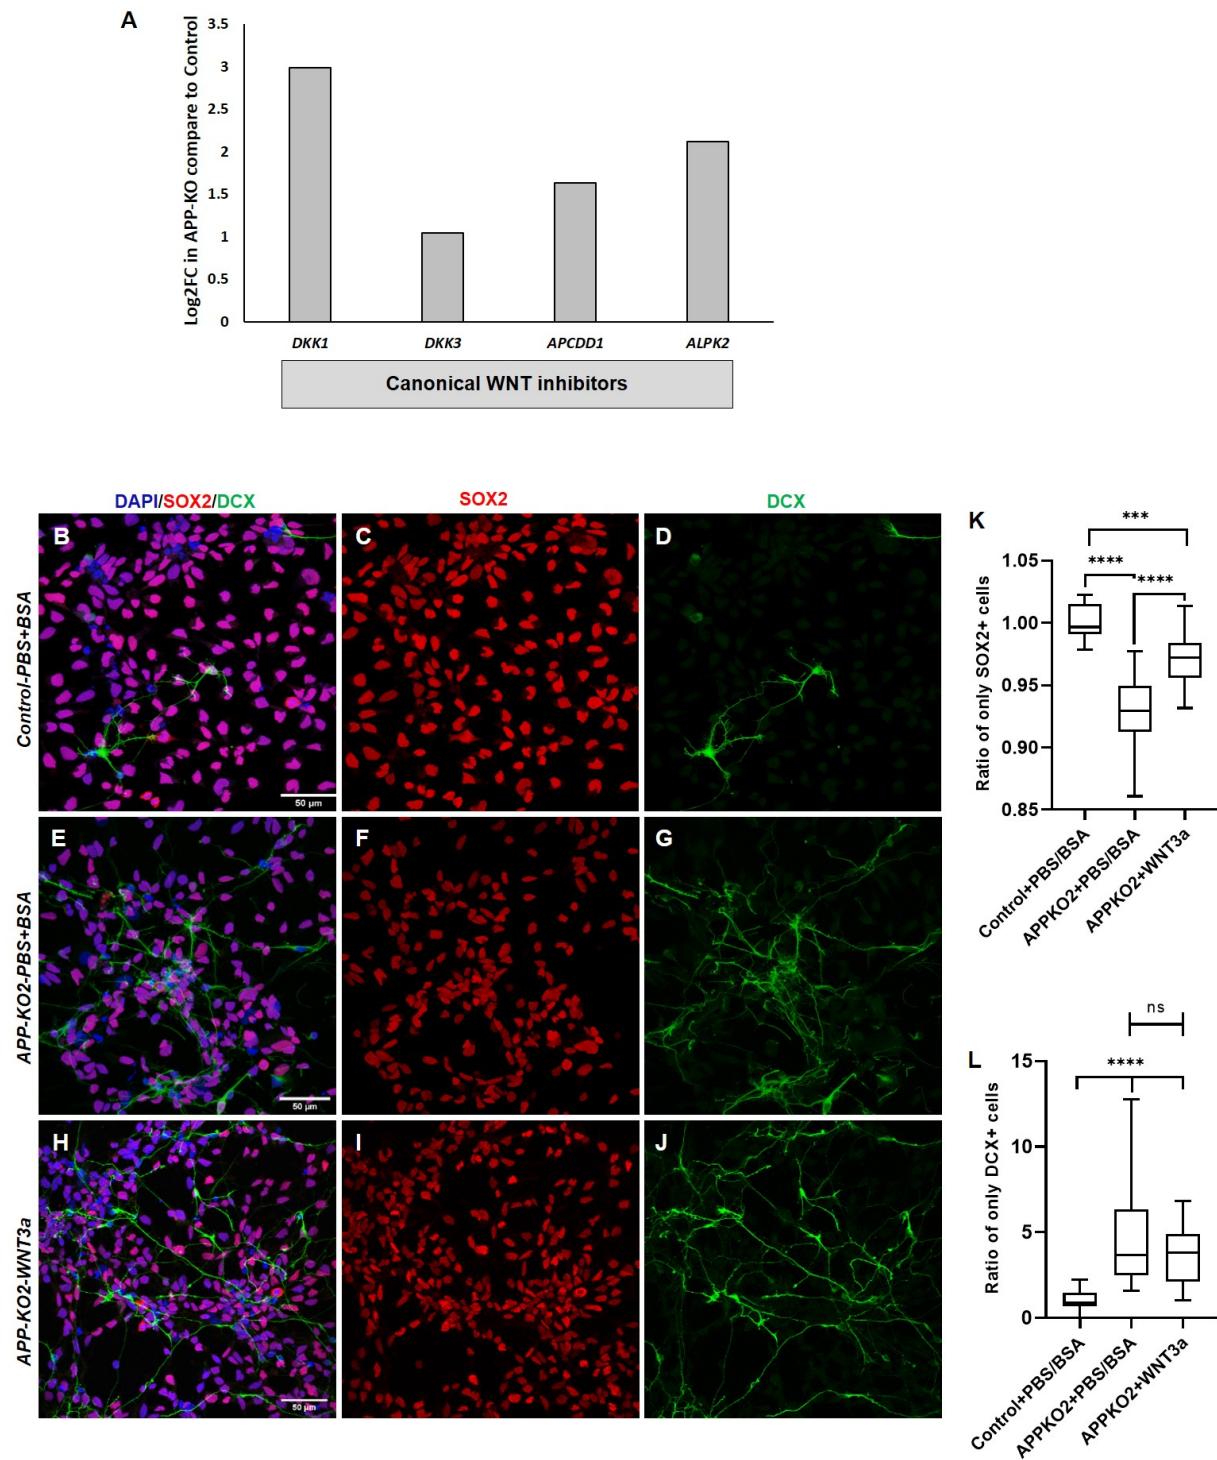 A
Log2FC in APP-KO compare to Control
3.5
3
2.5
2
1.5
1
0.5
0
DKK1 DKK3 APCDD1 ALPK2
Canonical WNT inhibitors
DAPI/SOX2/DCX SOX2 DCX
Control-PBS+BSA
B C D
50 µm
APP-KO2-PBS+BSA
E F G
50 µm
APP-KO2-WNT3a
H I J
50 µm
K
Ratio of only SOX2+ cells
***
****
****
1.05
1.00
0.95
0.90
0.85
Control+PBS/BSA
APPKO2+PBS/BSA
APPKO2+WNT3a
L
Ratio of only DCX+ cells
ns
****
15
10
5
0
Control+PBS/BSA
APPKO2+PBS/BSA
APPKO2+WNT3a